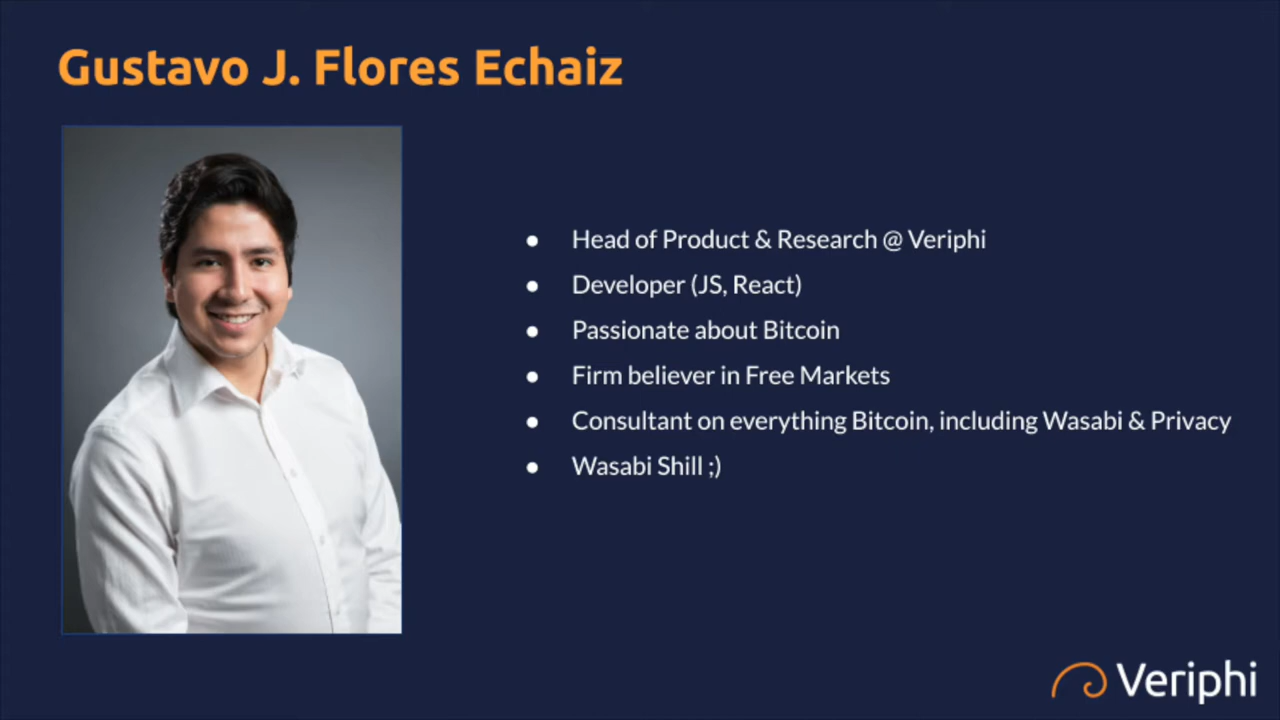 Gustavo J. Flores Echaiz
● Head of Product & Research @ Veriphi
● Developer (JS, React)
● Passionate about Bitcoin
● Firm believer in Free Markets
● Consultant on everything Bitcoin, including Wasabi & Privacy
● Wasabi Shill ;)
Veriphi